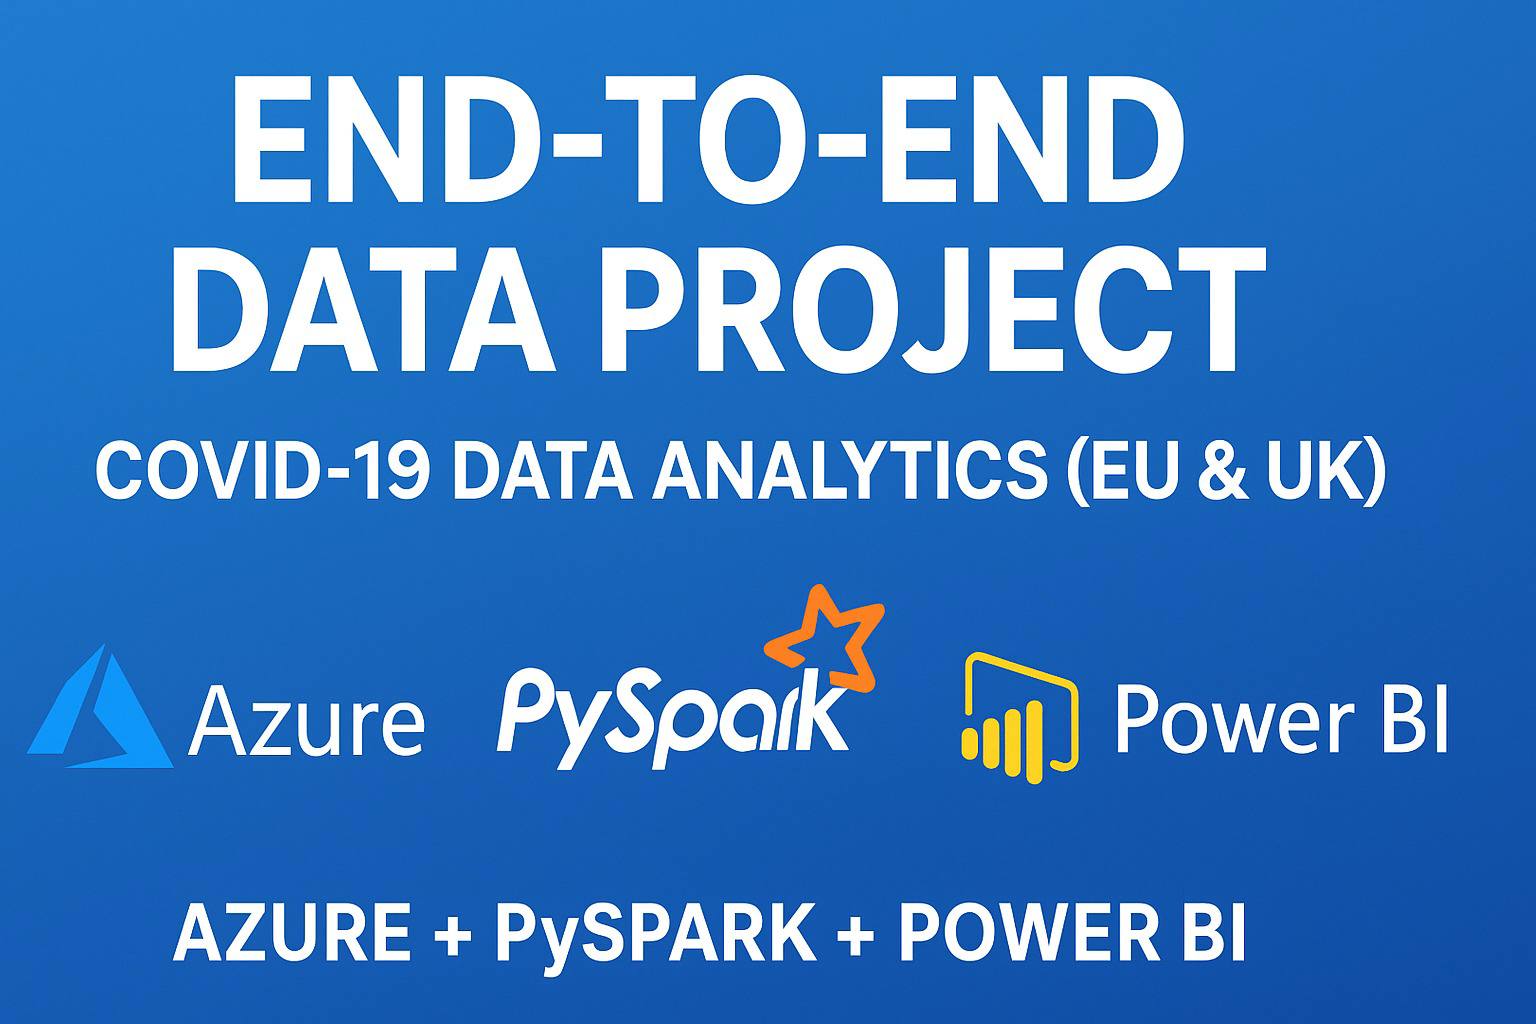 END-TO-END
DATA PROJECT
COVID-19 DATA ANALYTICS (EU & UK)
Azure PySpark Power BI
AZURE + PySPARK + POWER BI